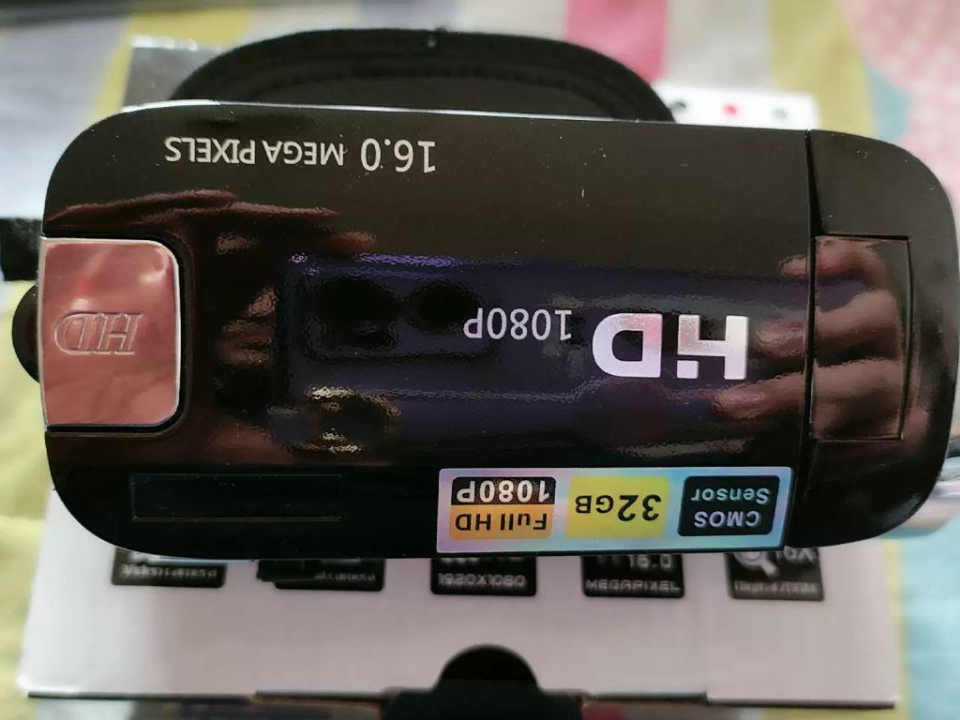 16.0 MEGA PIXELS
HD 1080P
HD
CMOS
Sensor
32GB
Full HD
1080P